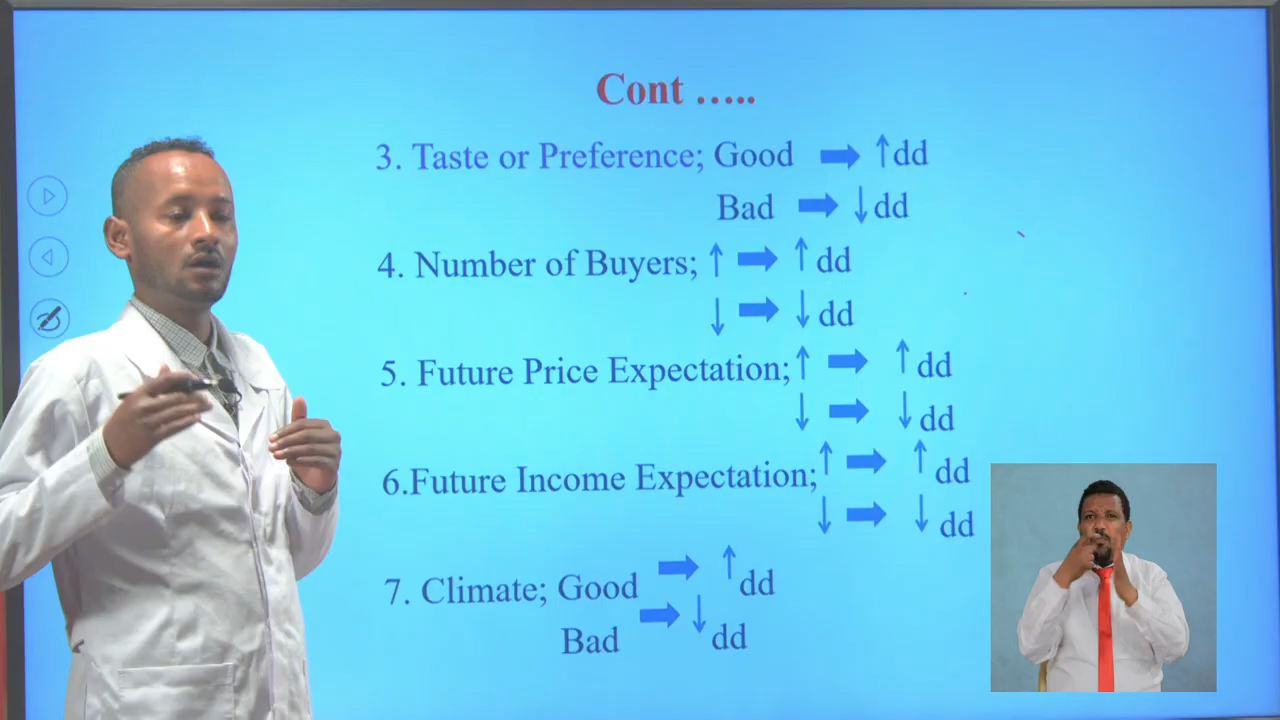 Cont …..
3. Taste or Preference; Good ➡ ↑dd
Bad ➡ ↓dd
4. Number of Buyers; ↑ ➡ ↑ dd
↓ ➡ ↓ dd
5. Future Price Expectation; ↑ ➡ ↑ dd
↓ ➡ ↓ dd
6.Future Income Expectation; ↑ ➡ ↑ dd
↓ ➡ ↓ dd
7. Climate; Good ➡ ↑ dd
Bad ➡ ↓ dd